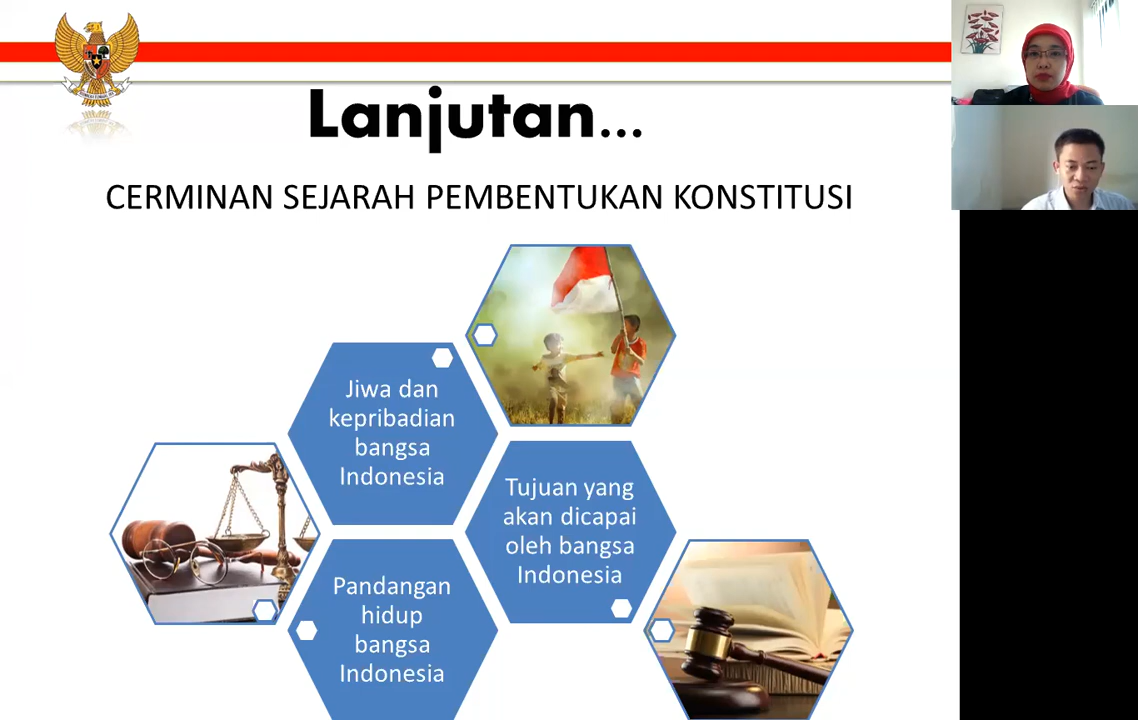 Lanjutan...
CERMINAN SEJARAH PEMBENTUKAN KONSTITUSI
Jiwa dan
kepribadian
bangsa
Indonesia
Tujuan yang
akan dicapai
oleh bangsa
Indonesia
Pandangan
hidup
bangsa
Indonesia